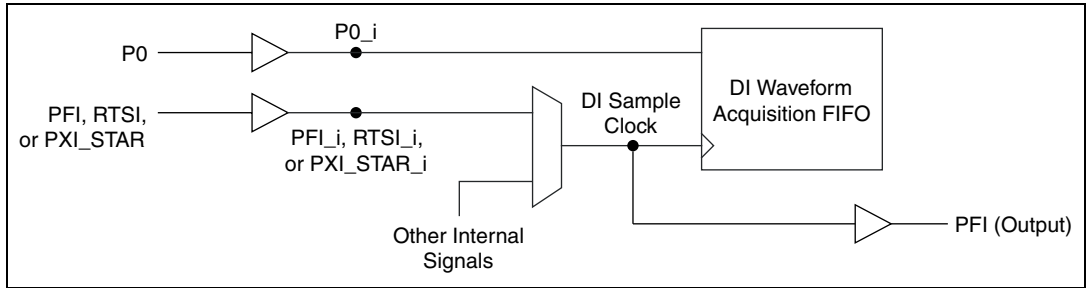 P0
P0_i
PFI, RTSI,
or PXI_STAR
PFI_i, RTSI_i,
or PXI_STAR_i
Other Internal
Signals
DI Sample
Clock
DI Waveform
Acquisition FIFO
PFI (Output)